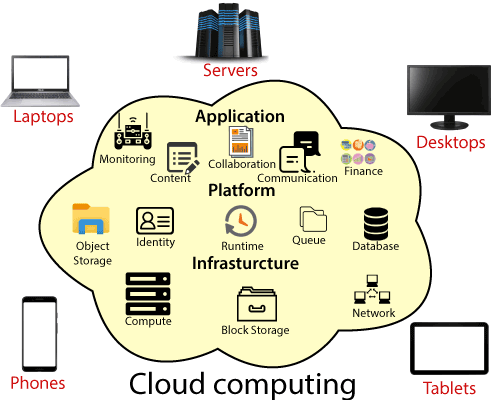 Servers
Laptops
Desktops
Application
Monitoring
Content
Collaboration
Communication
Finance
Platform
Object
Storage
Identity
Runtime
Queue
Database
Infrasturcture
Compute
Block Storage
Network
Phones
Tablets
Cloud computing